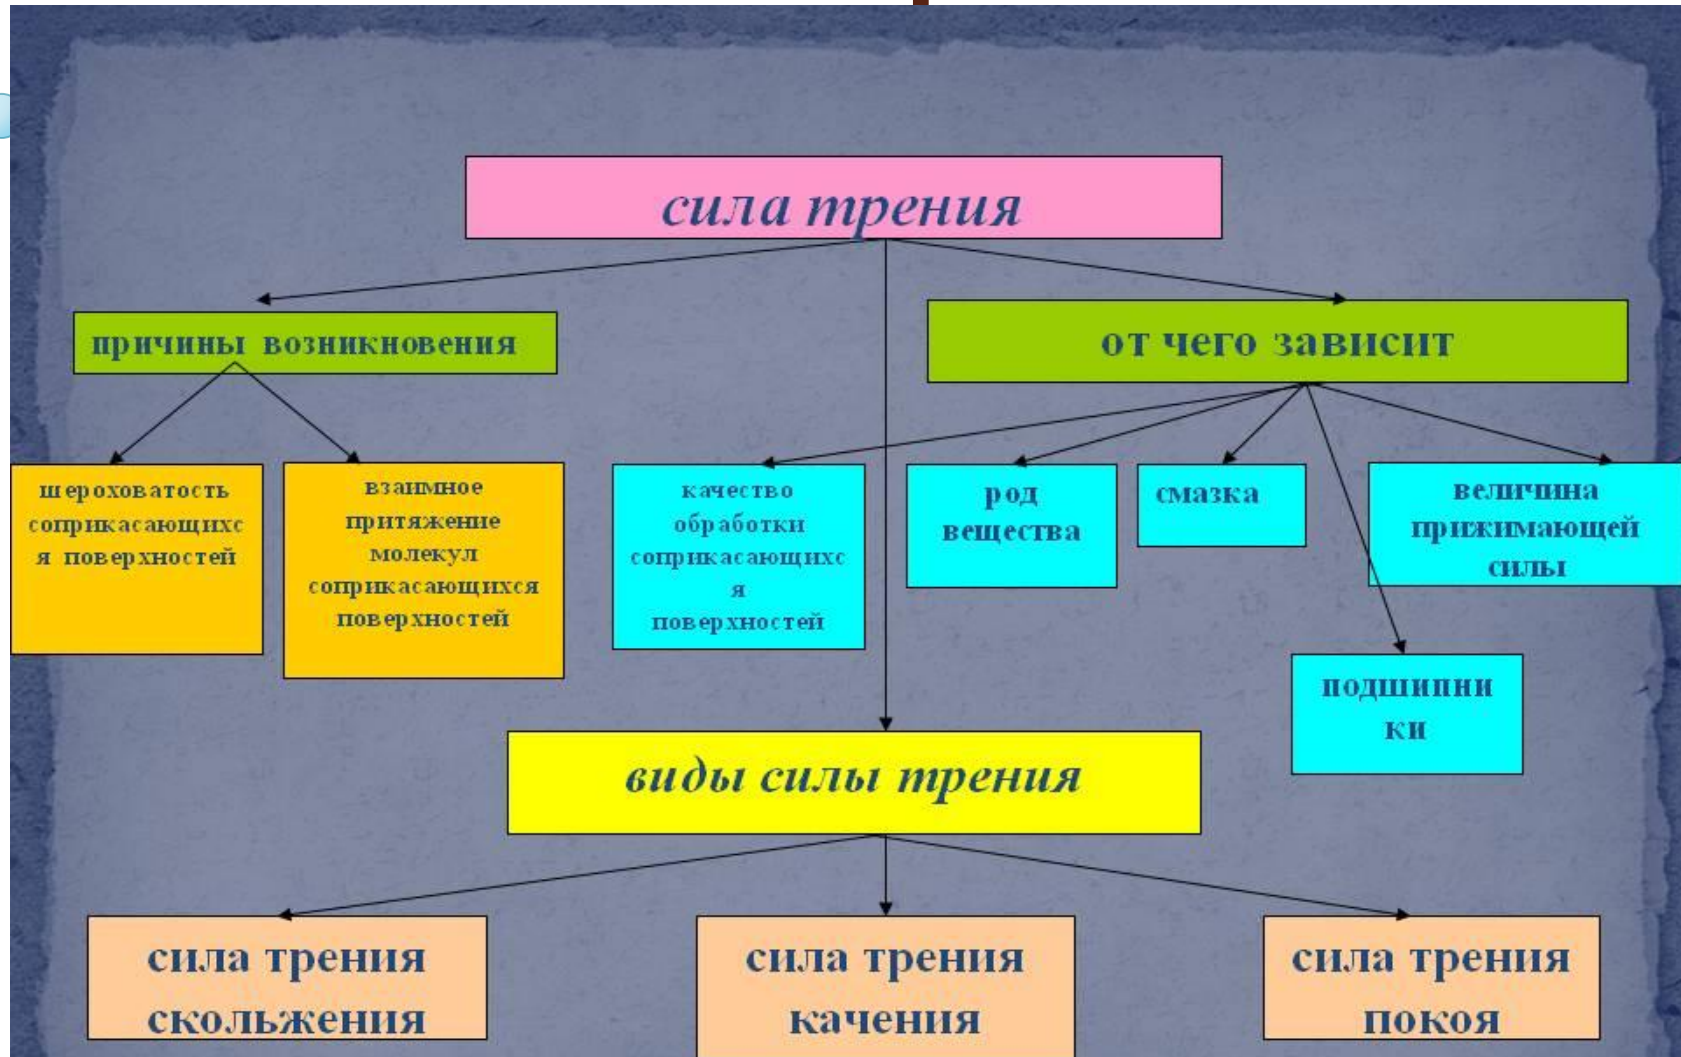 сила трения
причины возникновения
от чего зависит
шероховатость
соприкасающихс
я поверхностей
взаимное
притяжение
молекул
соприкасающихся
поверхностей
качество
обработки
соприкасающихс
я
поверхностей
род
вещества
смазка
величина
прижимающей
силы
подшипни
ки
виды силы трения
сила трения
скольжения
сила трения
качения
сила трения
покоя